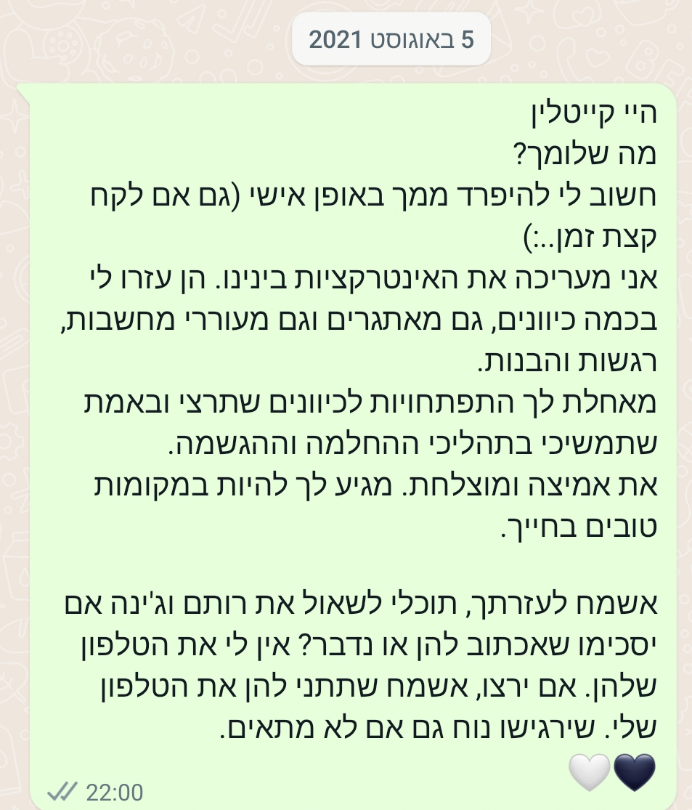 5 באוגוסט 2021
היי קייטלין
מה שלומך?
חשוב לי להיפרד ממך באופן אישי (גם אם לקח
קצת זמן..:)
אני מעריכה את האינטרקציות בינינו. הן עזרו לי
בכמה כיוונים, גם מאתגרים וגם מעוררי מחשבות,
רגשות והבנות.
מאחלת לך התפתחויות לכיוונים שתרצי ובאמת
שתמשיכי בתהליכי ההחלמה וההגשמה.
את אמיצה ומוצלחת. מגיע לך להיות במקומות
טובים בחייך.
אשמח לעזרתך, תוכלי לשאול את רותם וג'ינה אם
יסכימו שאכתוב להן או נדבר? אין לי את הטלפון
שלהן. אם ירצו, אשמח שתתני להן את הטלפון
שלי. שירגישו נוח גם אם לא מתאים.
🖤🤍
22:00